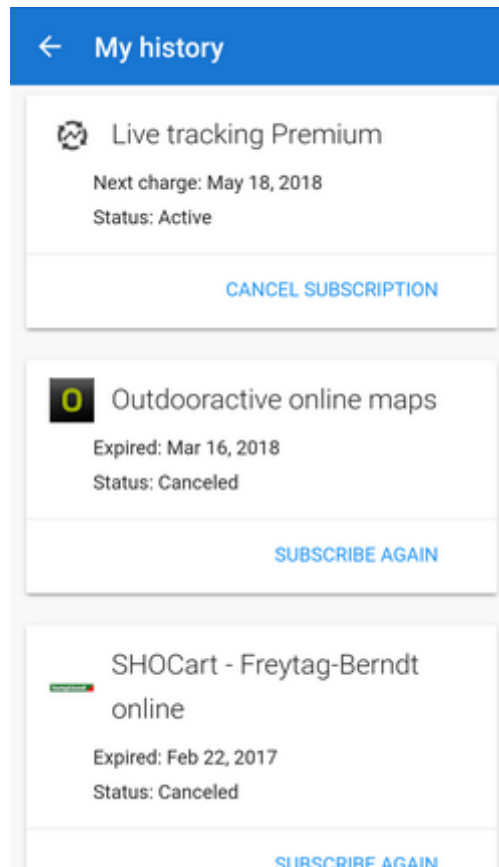 My history
Live tracking Premium
Next charge: May 18, 2018
Status: Active
CANCEL SUBSCRIPTION
Outdooractive online maps
Expired: Mar 16, 2018
Status: Canceled
SUBSCRIBE AGAIN
SHOCart - Freytag-Berndt
online
Expired: Feb 22, 2017
Status: Canceled
SUBSCRIBE AGAIN